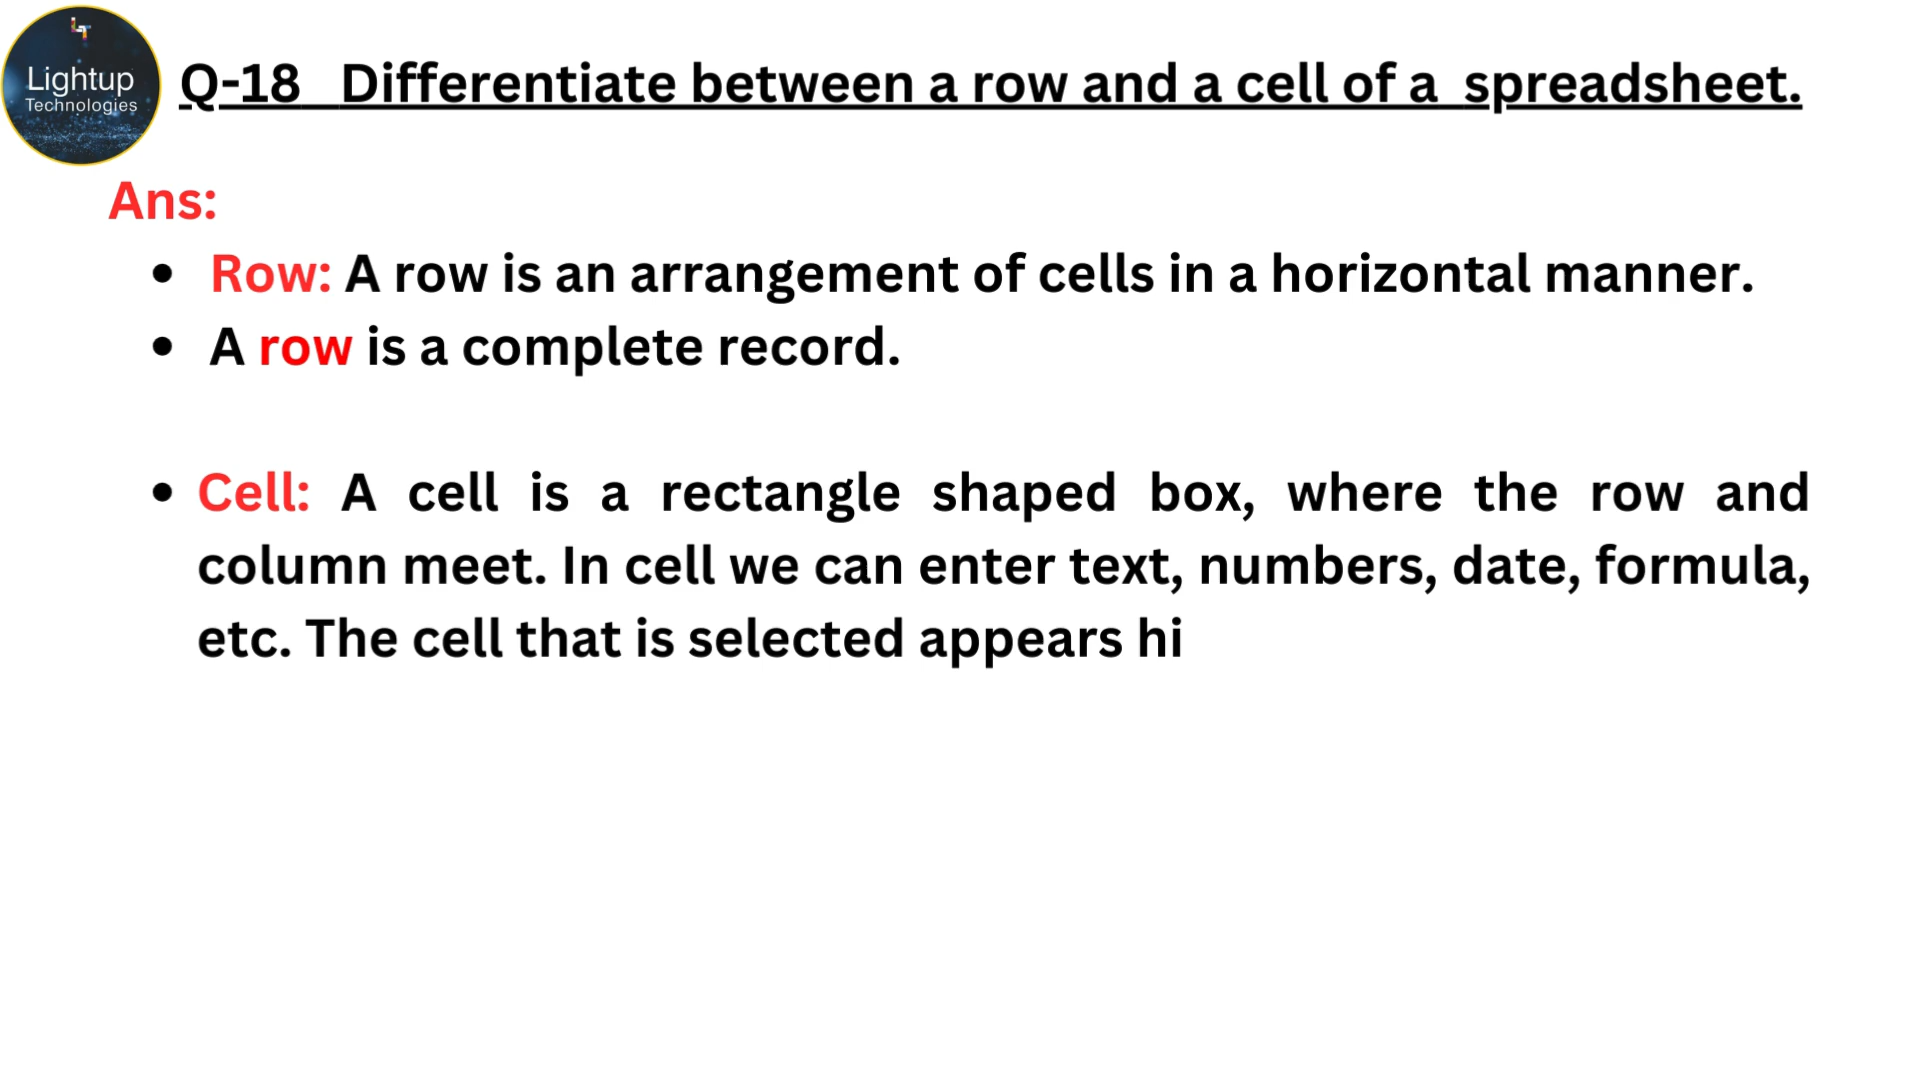 LT
Lightup
Technologies
Q-18 Differentiate between a row and a cell of a spreadsheet.
Ans:
• Row: A row is an arrangement of cells in a horizontal manner.
• A row is a complete record.
• Cell: A cell is a rectangle shaped box, where the row and
column meet. In cell we can enter text, numbers, date, formula,
etc. The cell that is selected appears hi